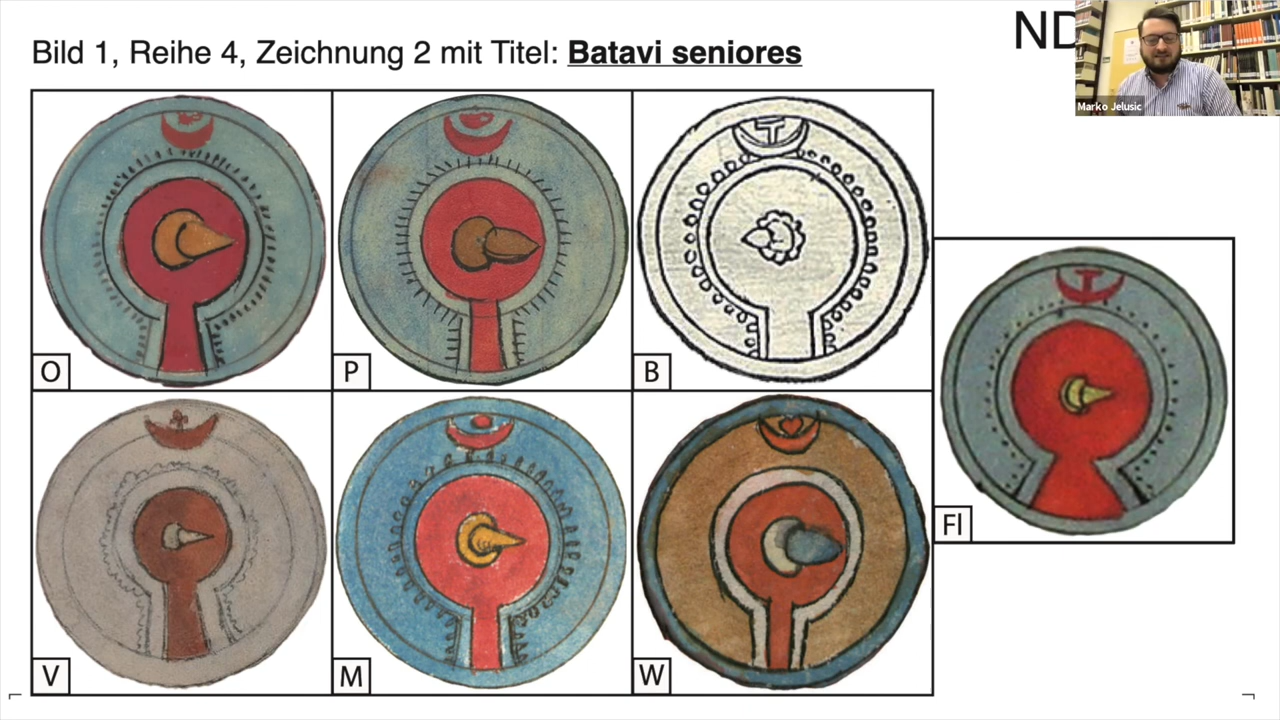 Bild 1, Reihe 4, Zeichnung 2 mit Titel: Batavi seniores
ND
Marko Jelusic
O
P
B
Fl
V
M
W